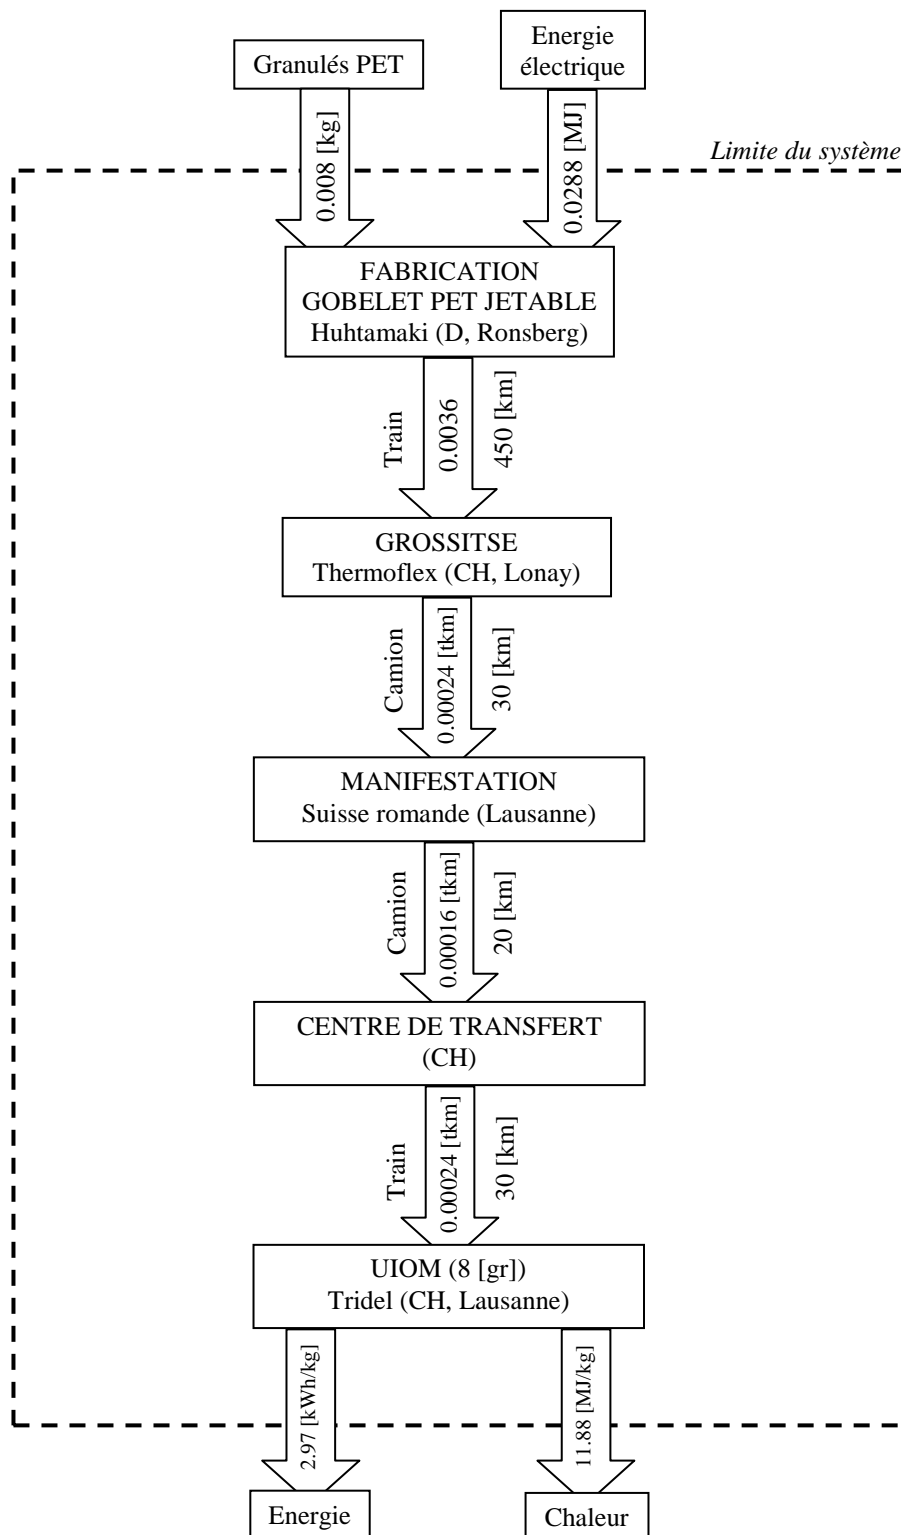 Granulés PET
Energie
électrique
0.008 [kg]
0.0288 [MJ]
Limite du système
FABRICATION
GOBELET PET JETABLE
Huhtamaki (D, Ronsberg)
Train
0.0036
450 [km]
GROSSITSE
Thermoflex (CH, Lonay)
Camion
0.00024 [tkm]
30 [km]
MANIFESTATION
Suisse romande (Lausanne)
Camion
0.00016 [tkm]
20 [km]
CENTRE DE TRANSFERT
(CH)
Train
0.00024 [tkm]
30 [km]
UIOM (8 [gr])
Tridel (CH, Lausanne)
2.97 [kWh/kg]
11.88 [MJ/kg]
Energie
Chaleur